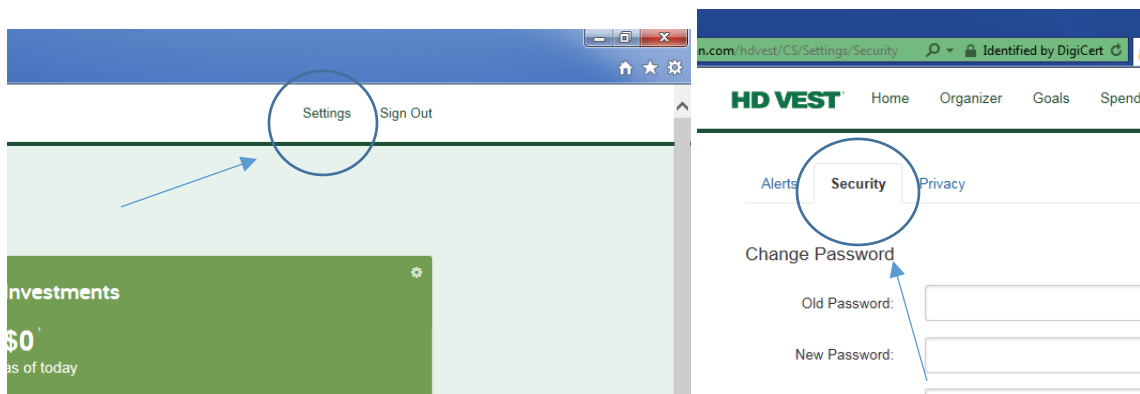 Settings Sign Out
nvestments
$0
as of today
n.com/hdvest/CS/Settings/Security Identified by DigiCert
HD VEST Home Organizer Goals Spend
Alerts Security Privacy
Change Password
Old Password:
New Password: